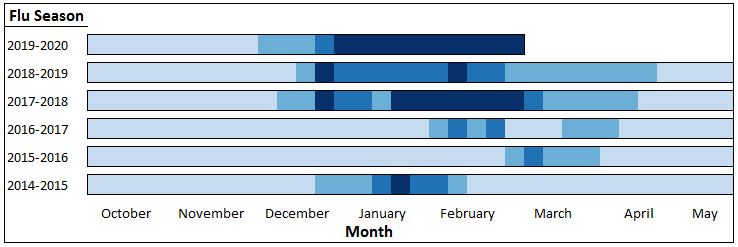 Flu Season
2019-2020
2018-2019
2017-2018
2016-2017
2015-2016
2014-2015
October November December January February March April May
Month